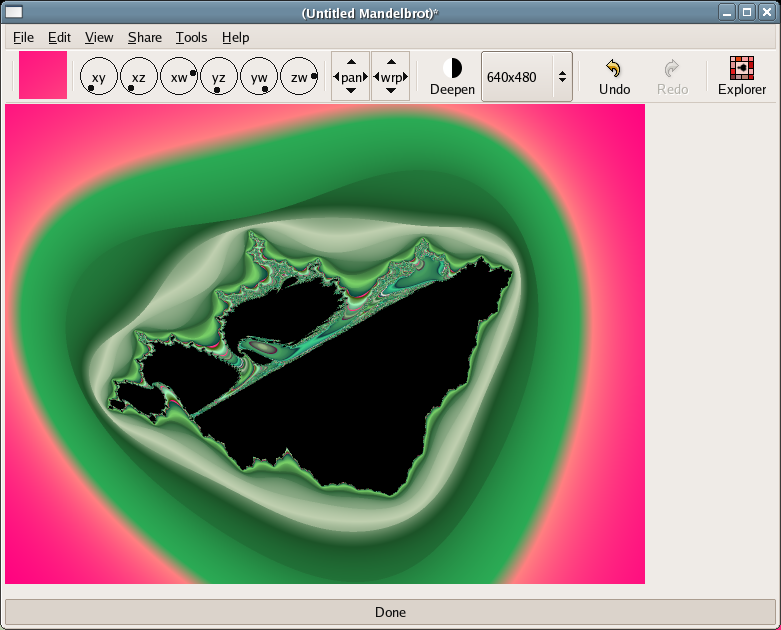 (Untitled Mandelbrot)*
File Edit View Share Tools Help
xy xz xw yz yw zw pan wrp Deepen 640x480 Undo Redo Explorer
Done